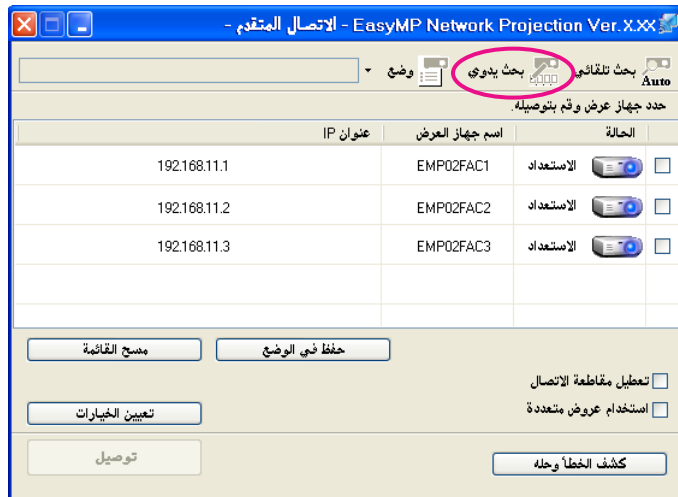 EasyMP Network Projection Ver.X.XX - الاتصال المتقدم -
بحث تلقائي Auto بحث يدوي وضع
حدد جهاز عرض وقم بتوصيله.
الحالة اسم جهاز العرض عنوان IP
الاستعداد EMP02FAC1 192.168.11.1
الاستعداد EMP02FAC2 192.168.11.2
الاستعداد EMP02FAC3 192.168.11.3
حفظ في الوضع مسح القائمة
تعطيل مقاطعة الاتصال
استخدام عروض متعددة تعيين الخيارات
كشف الخطأ وحله توصيل